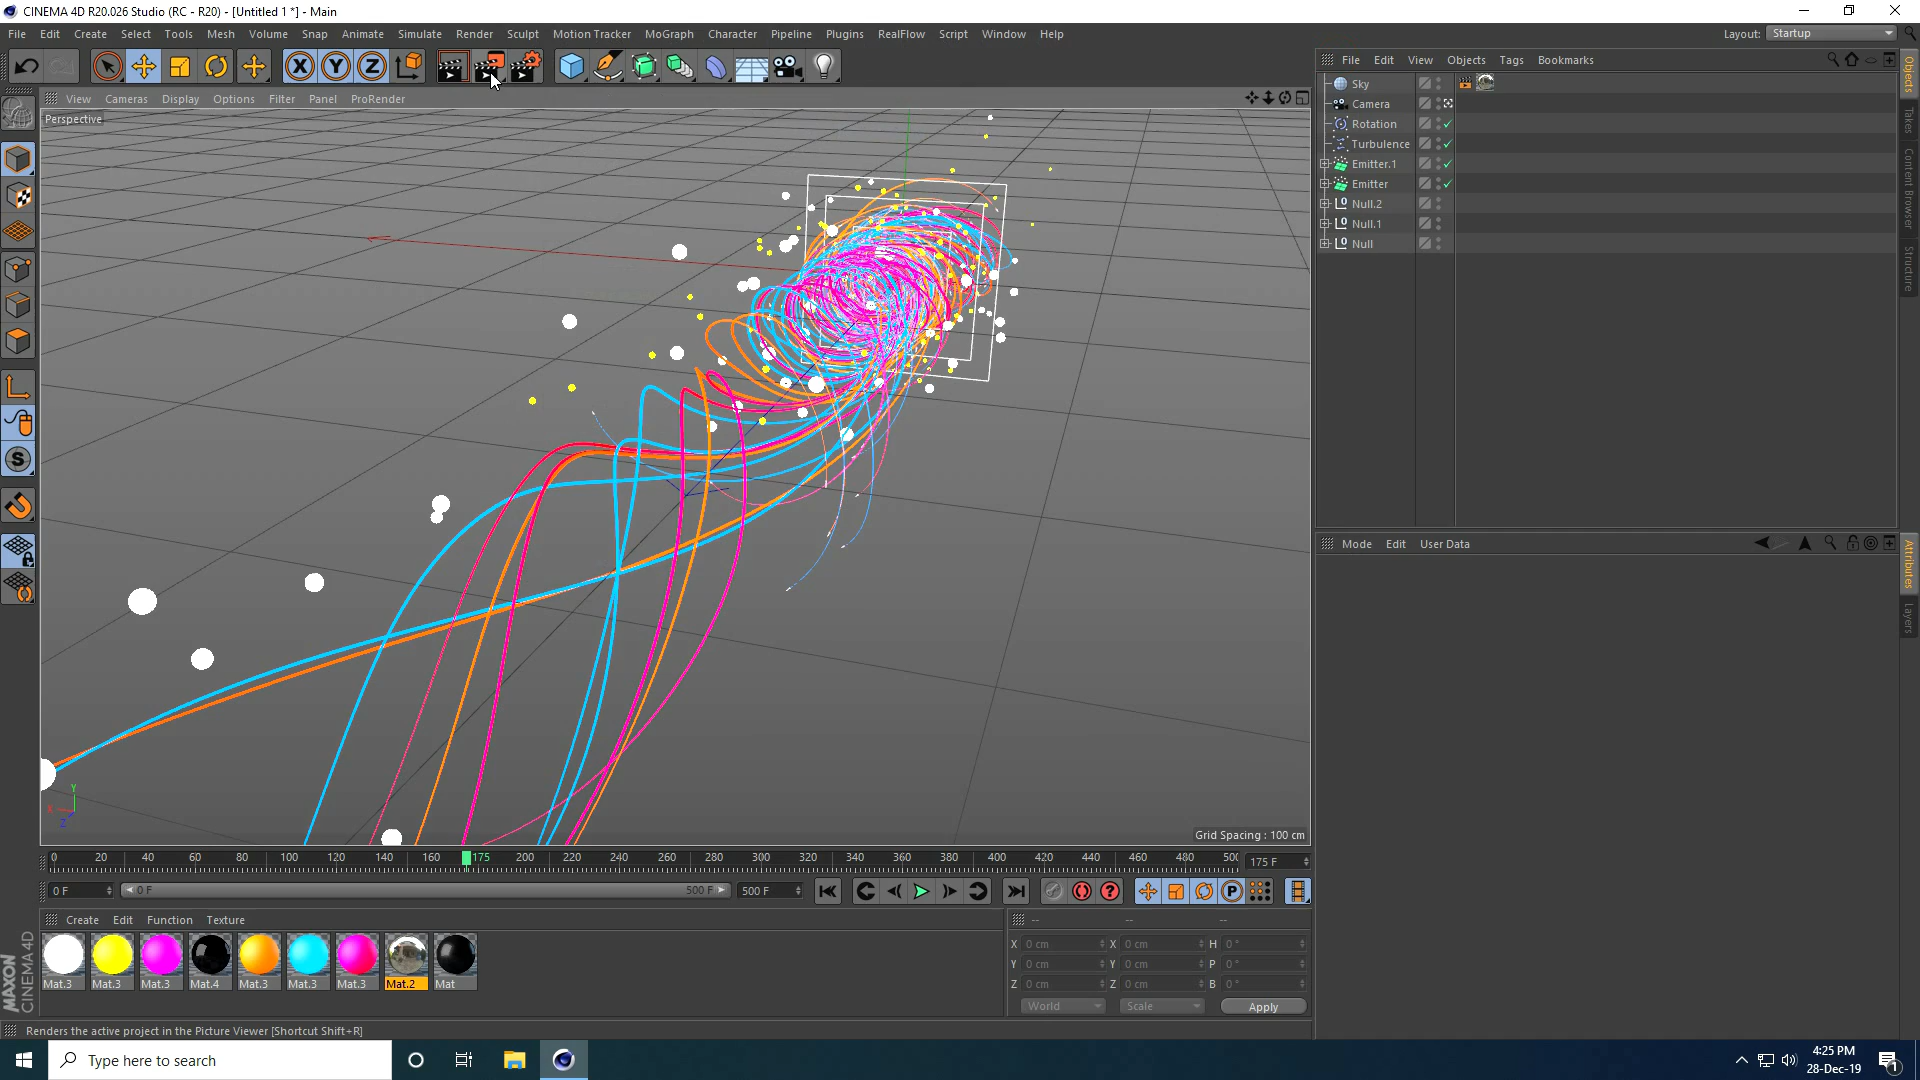 CINEMA 4D R20.026 Studio (RC - R20) - [Untitled 1 *] - Main
File Edit Create Select Tools Mesh Volume Snap Animate Simulate Render Sculpt Motion Tracker MoGraph Character Pipeline Plugins RealFlow Script Window Help
Layout: Startup
View Cameras Display Options Filter Panel ProRender
Perspective
File Edit View Objects Tags Bookmarks
Sky
Camera
Rotation
Turbulence
Emitter.1
Emitter
Null.2
Null.1
Null
Objects
Takes
Content Browser
Structure
Mode Edit User Data
Attributes
Layers
Y
X
Z
Grid Spacing : 100 cm
0 20 40 60 80 100 120 140 160 175 200 220 240 260 280 300 320 340 360 380 400 420 440 460 480 500
175 F
0 F 0 F 500 F 500 F
Create Edit Function Texture
Mat.3 Mat.3 Mat.3 Mat.4 Mat.3 Mat.3 Mat.3 Mat.2 Mat
-- -- --
X 0 cm X 0 cm H 0 °
Y 0 cm Y 0 cm P 0 °
Z 0 cm Z 0 cm B 0 °
World Scale Apply
MAXON
CINEMA 4D
Renders the active project in the Picture Viewer [Shortcut Shift+R]
Type here to search
4:25 PM
28-Dec-19
1